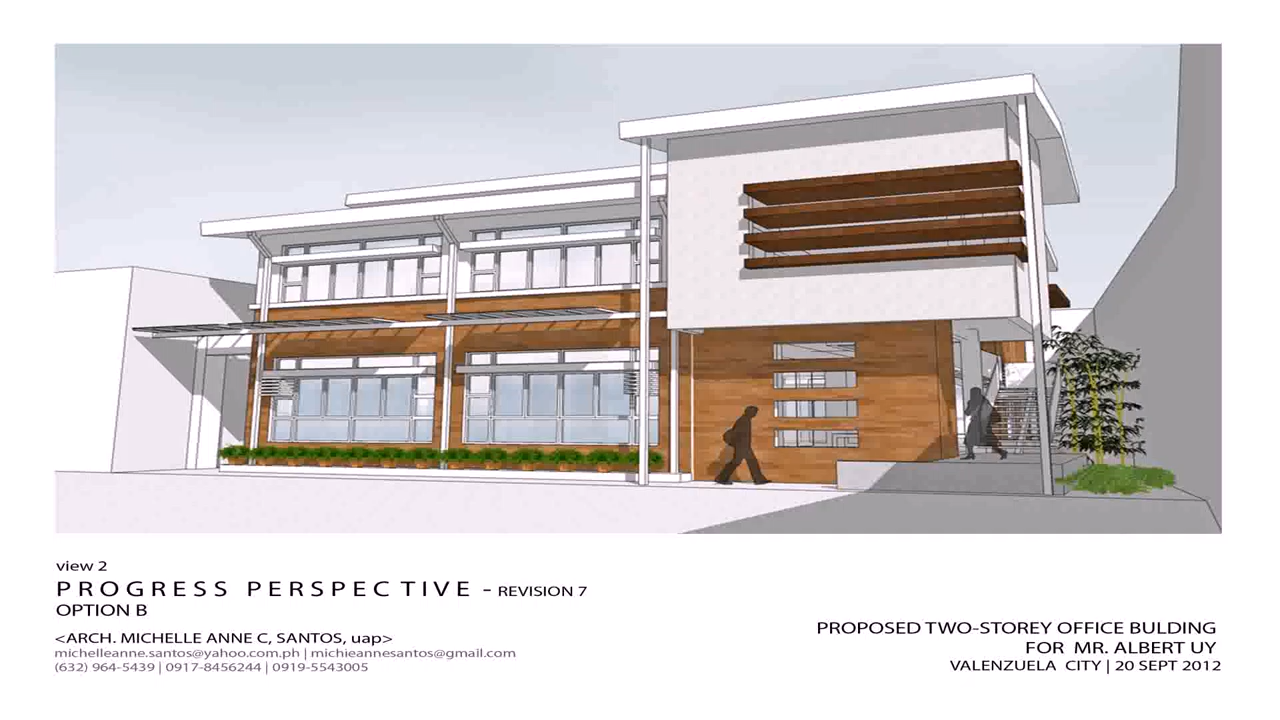 view 2
PROGRESS PERSPECTIVE - REVISION 7
OPTION B
<ARCH. MICHELLE ANNE C, SANTOS, uap>
michelleanne.santos@yahoo.com.ph | michieannesantos@gmail.com
(632) 964-5439 | 0917-8456244 | 0919-5543005
PROPOSED TWO-STOREY OFFICE BULDING
FOR MR. ALBERT UY
VALENZUELA CITY | 20 SEPT 2012